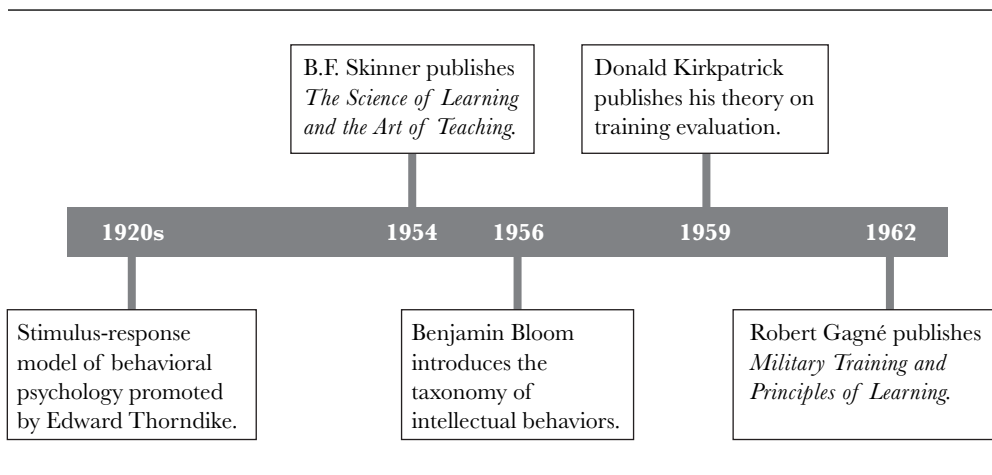 B.F. Skinner publishes
The Science of Learning
and the Art of Teaching.
Donald Kirkpatrick
publishes his theory on
training evaluation.
1920s 1954 1956 1959 1962
Stimulus-response
model of behavioral
psychology promoted
by Edward Thorndike.
Benjamin Bloom
introduces the
taxonomy of
intellectual behaviors.
Robert Gagné publishes
Military Training and
Principles of Learning.